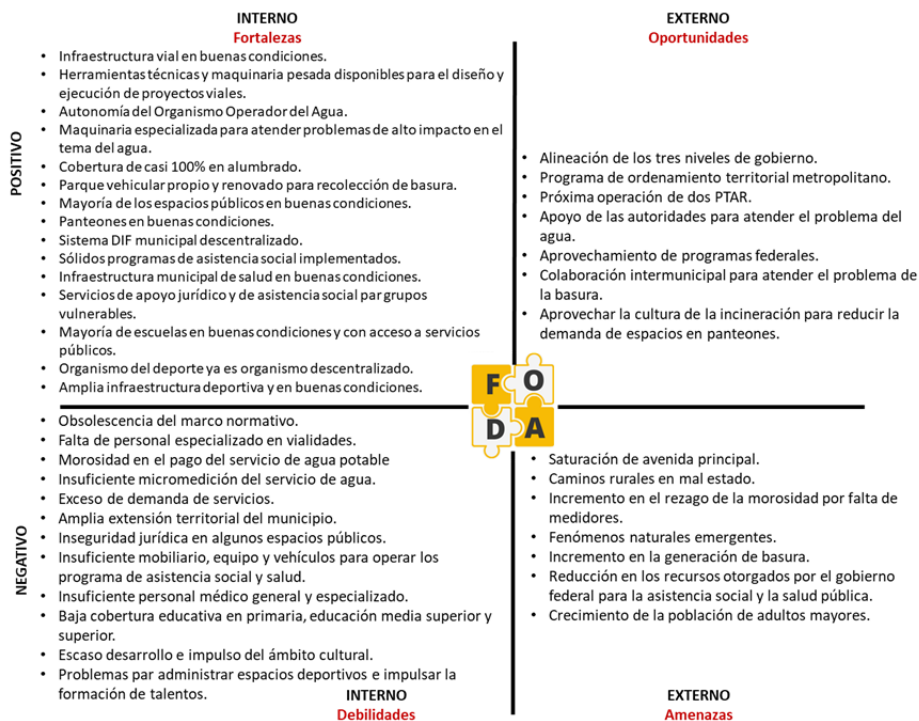 INTERNO
Fortalezas
POSITIVO
• Infraestructura vial en buenas condiciones.
• Herramientas técnicas y maquinaria pesada disponibles para el diseño y
ejecución de proyectos viales.
• Autonomía del Organismo Operador del Agua.
• Maquinaria especializada para atender problemas de alto impacto en el
tema del agua.
• Cobertura de casi 100% en alumbrado.
• Parque vehicular propio y renovado para recolección de basura.
• Mayoría de los espacios públicos en buenas condiciones.
• Panteones en buenas condiciones.
• Sistema DIF municipal descentralizado.
• Sólidos programas de asistencia social implementados.
• Infraestructura municipal de salud en buenas condiciones.
• Servicios de apoyo jurídico y de asistencia social par grupos
vulnerables.
• Mayoría de escuelas en buenas condiciones y con acceso a servicios
públicos.
• Organismo del deporte ya es organismo descentralizado.
• Amplia infraestructura deportiva y en buenas condiciones.
EXTERNO
Oportunidades
• Alineación de los tres niveles de gobierno.
• Programa de ordenamiento territorial metropolitano.
• Próxima operación de dos PTAR.
• Apoyo de las autoridades para atender el problema del
agua.
• Aprovechamiento de programas federales.
• Colaboración intermunicipal para atender el problema de
la basura.
• Aprovechar la cultura de la incineración para reducir la
demanda de espacios en panteones.
F O
D A
NEGATIVO
• Obsolescencia del marco normativo.
• Falta de personal especializado en vialidades.
• Morosidad en el pago del servicio de agua potable
• Insuficiente micromedición del servicio de agua.
• Exceso de demanda de servicios.
• Amplia extensión territorial del municipio.
• Inseguridad jurídica en algunos espacios públicos.
• Insuficiente mobiliario, equipo y vehículos para operar los
programa de asistencia social y salud.
• Insuficiente personal médico general y especializado.
• Baja cobertura educativa en primaria, educación media superior y
superior.
• Escaso desarrollo e impulso del ámbito cultural.
• Problemas par administrar espacios deportivos e impulsar la
formación de talentos.
INTERNO
Debilidades
• Saturación de avenida principal.
• Caminos rurales en mal estado.
• Incremento en el rezago de la morosidad por falta de
medidores.
• Fenómenos naturales emergentes.
• Incremento en la generación de basura.
• Reducción en los recursos otorgados por el gobierno
federal para la asistencia social y la salud pública.
• Crecimiento de la población de adultos mayores.
EXTERNO
Amenazas